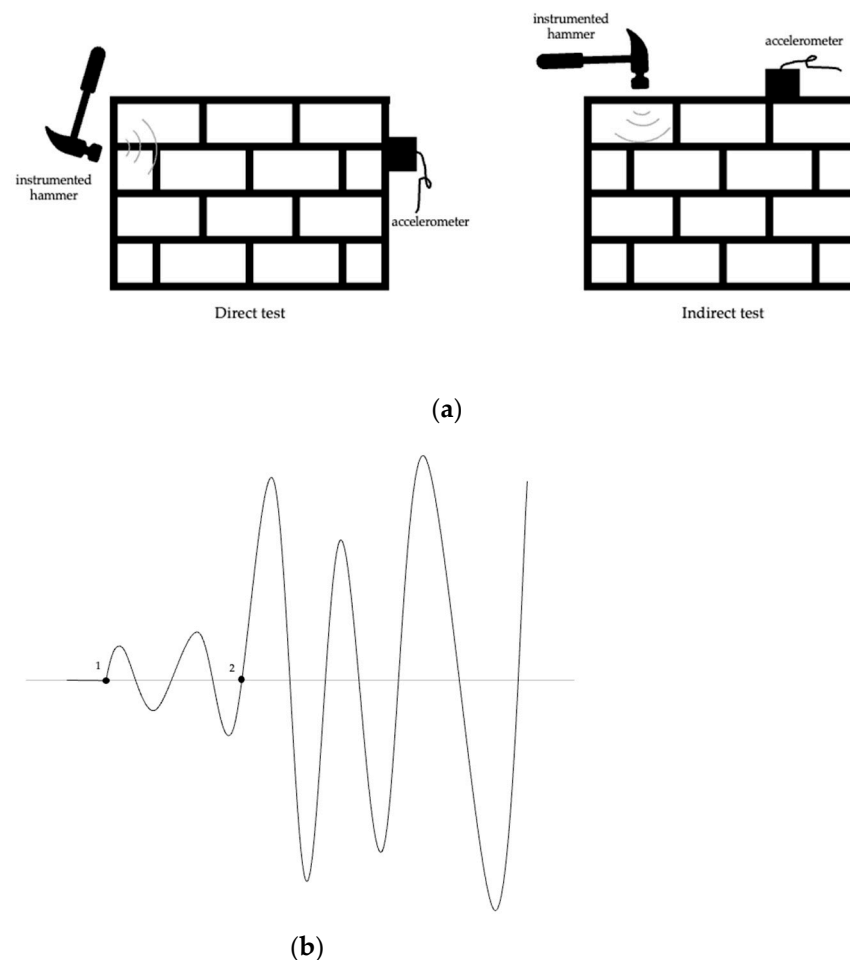 instrumented
hammer
accelerometer
instrumented
hammer
accelerometer
Direct test
Indirect test
(a)
1
2
(b)